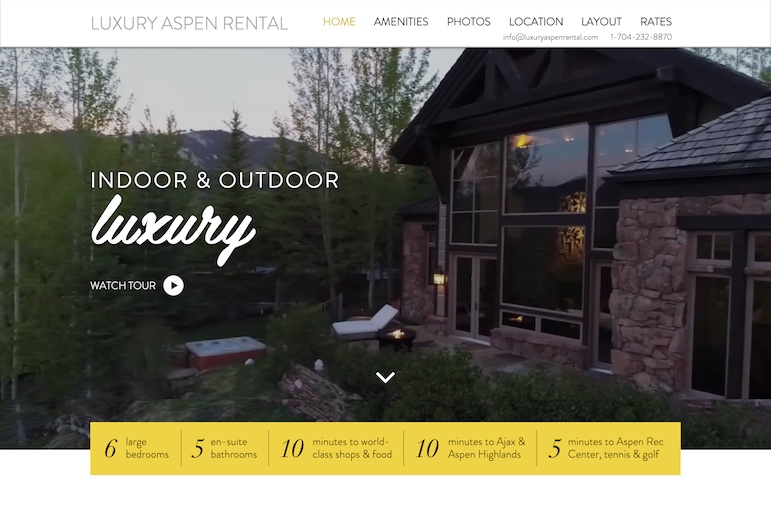 LUXURY ASPEN RENTAL
HOME AMENITIES PHOTOS LOCATION LAYOUT RATES
info@luxuryaspenrental.com 1-704-232-8870
INDOOR & OUTDOOR
luxury
WATCH TOUR
6 large
bedrooms
5 en-suite
bathrooms
10 minutes to world-
class shops & food
10 minutes to Ajax &
Aspen Highlands
5 minutes to Aspen Rec
Center, tennis & golf